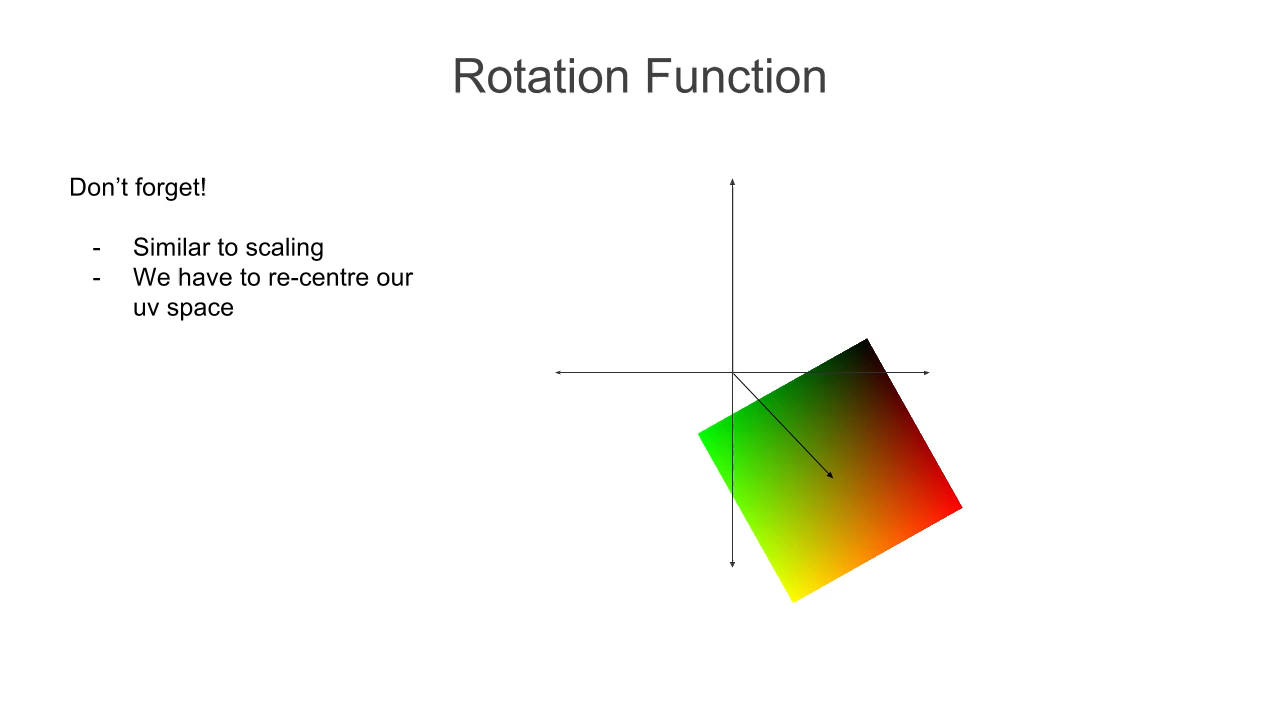 Rotation Function
Don’t forget!
- Similar to scaling
- We have to re-centre our
uv space